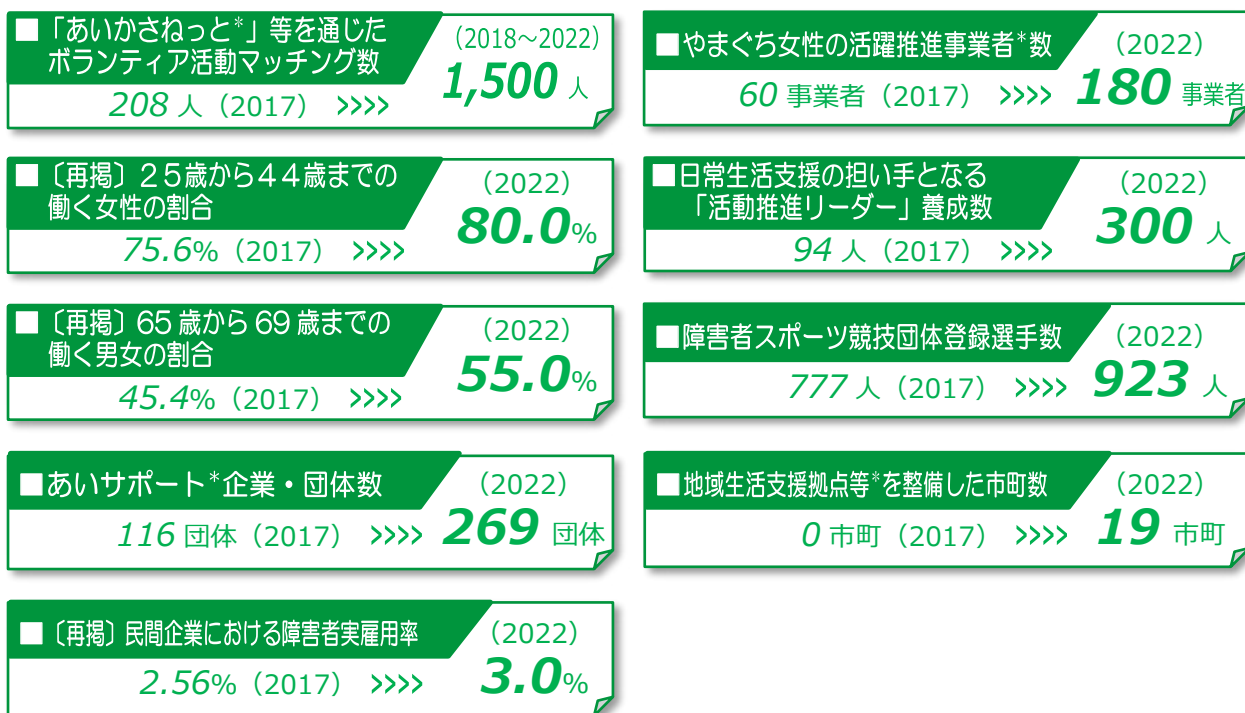 ■「あいかさねっと*」等を通じた
ボランティア活動マッチング数
208 人（2017） >>>>
（2018～2022）
1,500 人
■やまぐち女性の活躍推進事業者*数
60 事業者（2017） >>>>
（2022）
180 事業者
■〔再掲〕２５歳から４４歳までの
働く女性の割合
75.6%（2017） >>>>
（2022）
80.0%
■日常生活支援の担い手となる
「活動推進リーダー」養成数
94 人（2017） >>>>
（2022）
300 人
■〔再掲〕65 歳から 69 歳までの
働く男女の割合
45.4%（2017） >>>>
（2022）
55.0%
■障害者スポーツ競技団体登録選手数
777 人（2017） >>>>
（2022）
923 人
■あいサポート*企業・団体数
116 団体（2017） >>>>
（2022）
269 団体
■地域生活支援拠点等*を整備した市町数
0 市町（2017） >>>>
（2022）
19 市町
■〔再掲〕民間企業における障害者実雇用率
2.56%（2017） >>>>
（2022）
3.0%